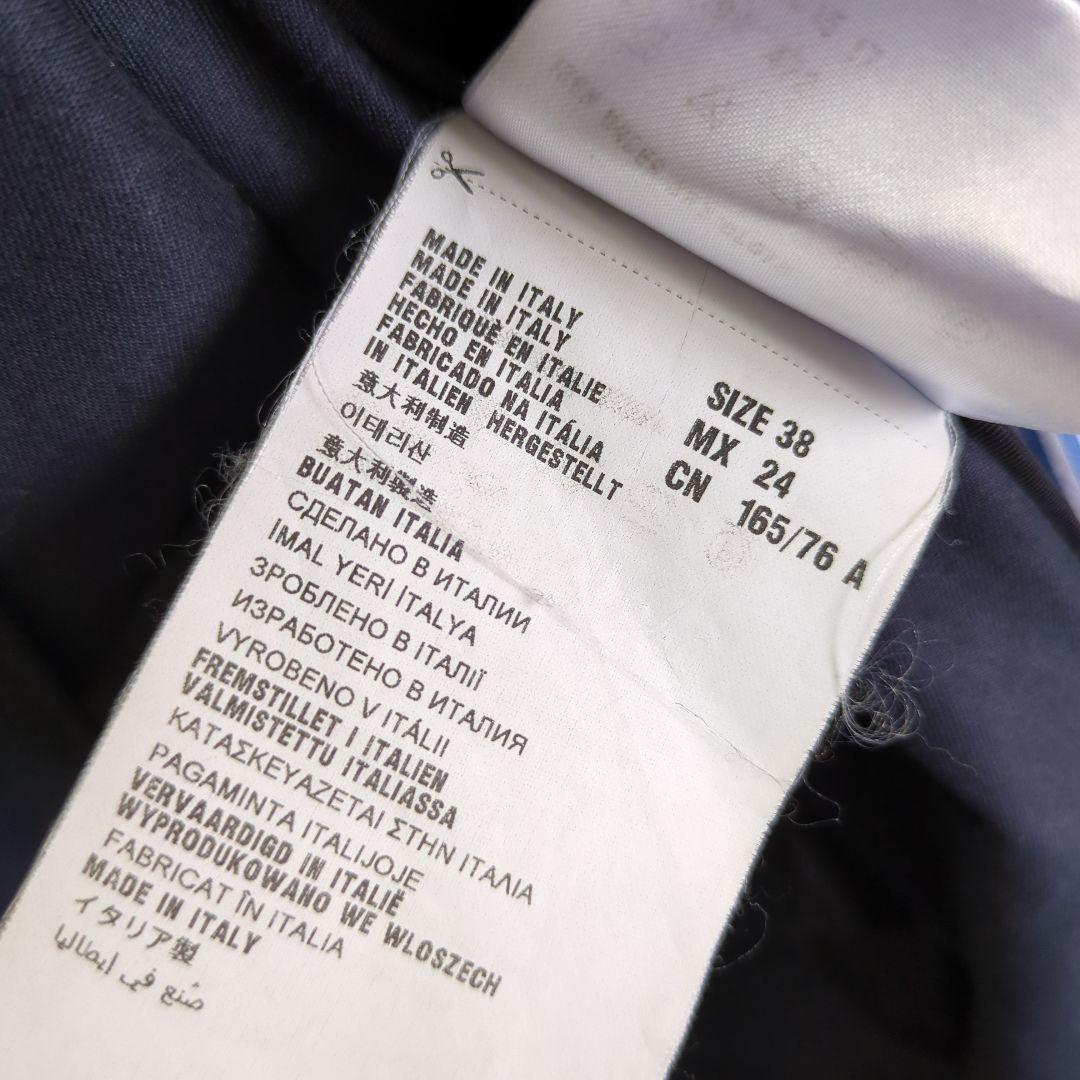 MADE IN ITALY
MADE IN ITALY
FABRIQUÈ EN ITALIE
HECHO EN ITALIA
FABRICADO NA ITÁLIA
IN ITALIEN HERGESTELLT
意大利制造
이태리산
意大利製造
BUATAN ITALIA
СДЕЛАНО В ИТАЛИИ
IMAL YERI ITALYA
ЗРОБЛЕНО В ІТАЛІЇ
ИЗРАБОТЕНО В ИТАЛИЯ
VYROBENO V ITÁLII
FREMSTILLET I ITALIEN
VALMISTETTU ITALIASSA
ΚΑΤΑΣΚΕΥΑΖΕΤΑΙ ΣΤΗΝ ΙΤΑΛΙΑ
PAGAMINTA ITALIJOJE
VERVAARDIGD IN ITALIË
WYPRODUKOWANO WE WLOSZECH
FABRICAT ÎN ITALIA
MADE IN ITALY
イタリア製
صُنع في إيطاليا
SIZE 38
MX 24
CN 165/76 A